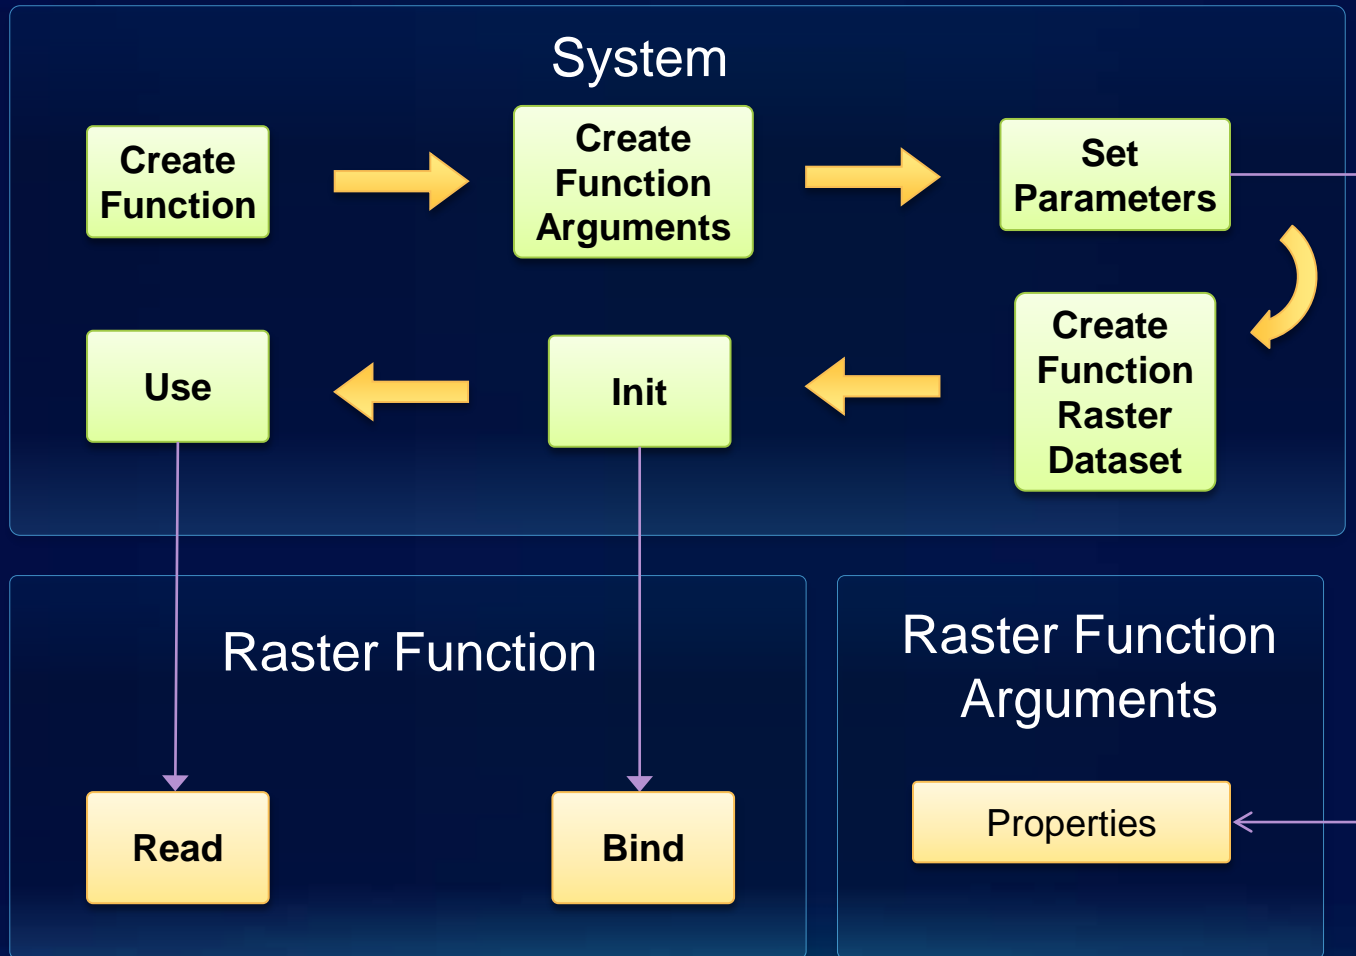 System
Create
Function
Create
Function
Arguments
Set
Parameters
Use
Init
Create
Function
Raster
Dataset
Raster Function
Read
Bind
Raster Function
Arguments
Properties